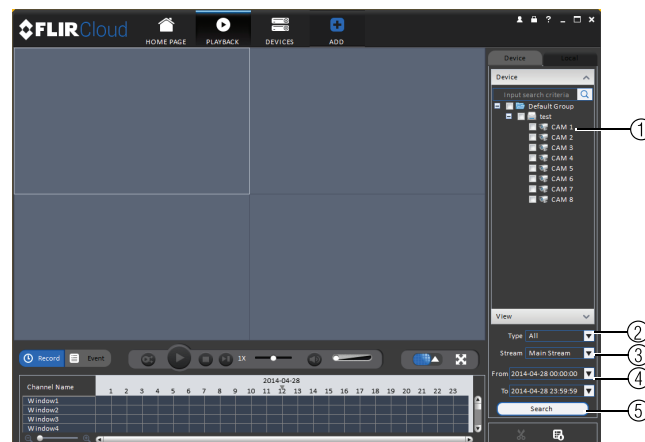 FLIR Cloud
HOME PAGE PLAYBACK DEVICES ADD
?
Device Local
Device
Input search criteria
Default Group
test
CAM 1
CAM 2
CAM 3
CAM 4
CAM 5
CAM 6
CAM 7
CAM 8
1
View
Type All
2
Stream Main Stream
3
From 2014-04-28 00:00:00
4
To 2014-04-28 23:59:59
Search
5
Record Event 1X
2014-04-28
Channel Name 1 2 3 4 5 6 7 8 9 10 11 12 13 14 15 16 17 18 19 20 21 22 23
Window1
Window2
Window3
Window4